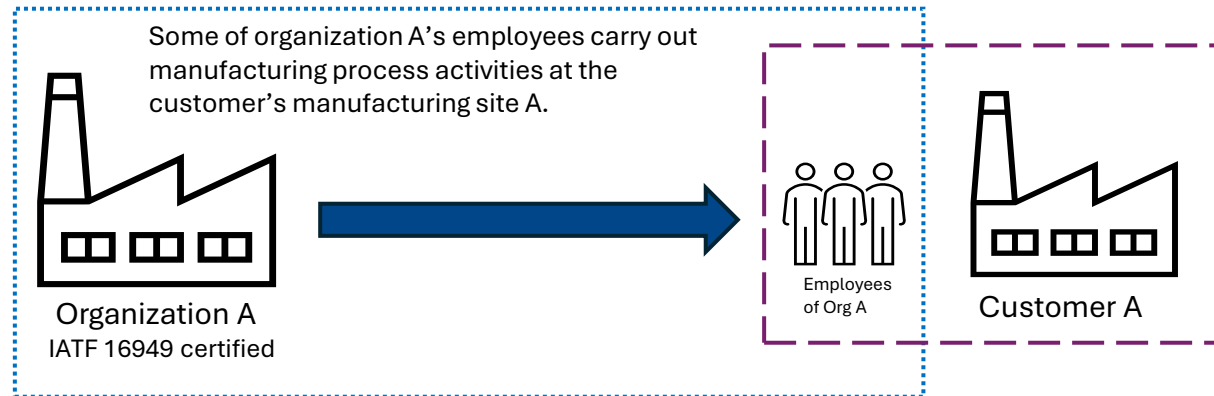 Some of organization A’s employees carry out
manufacturing process activities at the
customer’s manufacturing site A.
Employees
of Org A
Organization A
IATF 16949 certified
Customer A